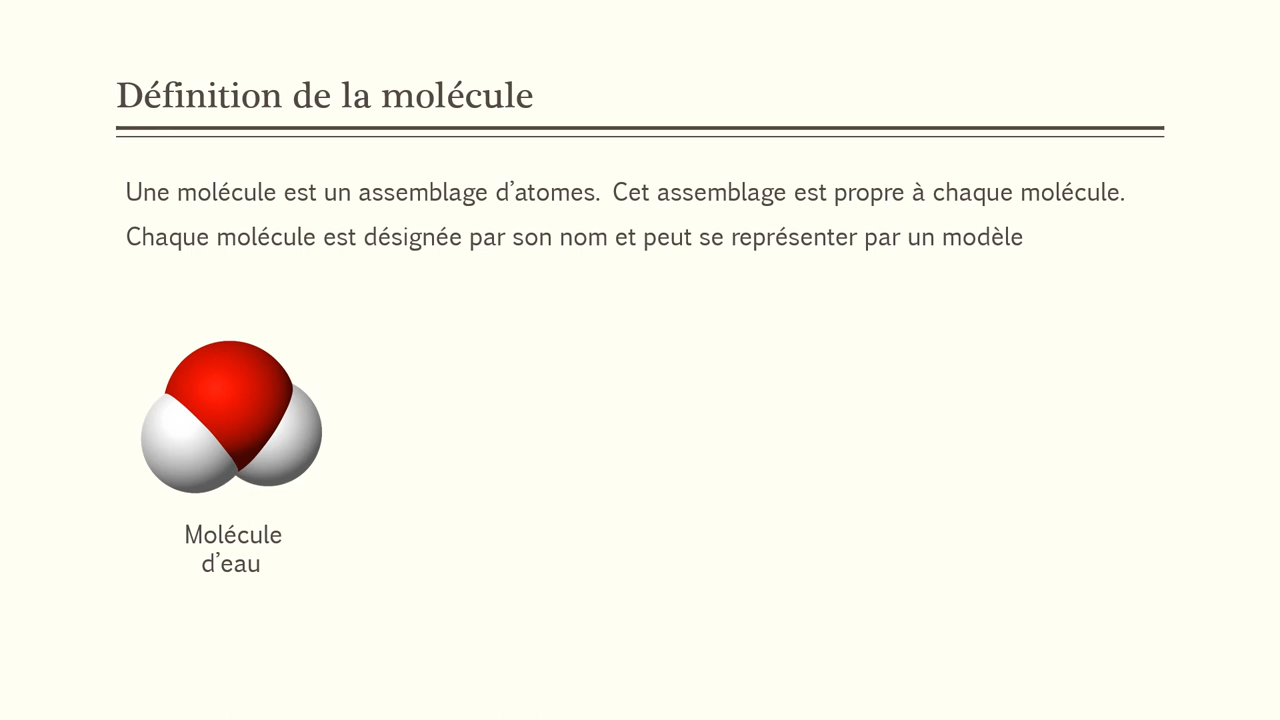 Définition de la molécule
Une molécule est un assemblage d’atomes. Cet assemblage est propre à chaque molécule.
Chaque molécule est désignée par son nom et peut se représenter par un modèle
Molécule
d’eau